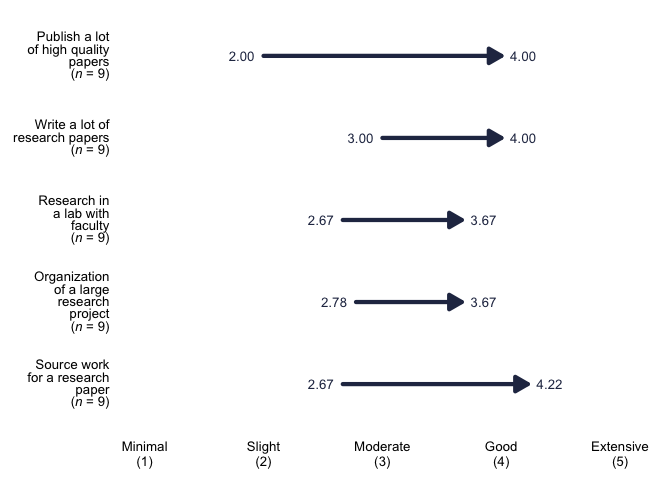 Publish a lot
of high quality
papers
(n = 9)
2.00
4.00
Write a lot of
research papers
(n = 9)
3.00
4.00
Research in
a lab with
faculty
(n = 9)
2.67
3.67
Organization
of a large
research
project
(n = 9)
2.78
3.67
Source work
for a research
paper
(n = 9)
2.67
4.22
Minimal
(1)
Slight
(2)
Moderate
(3)
Good
(4)
Extensive
(5)